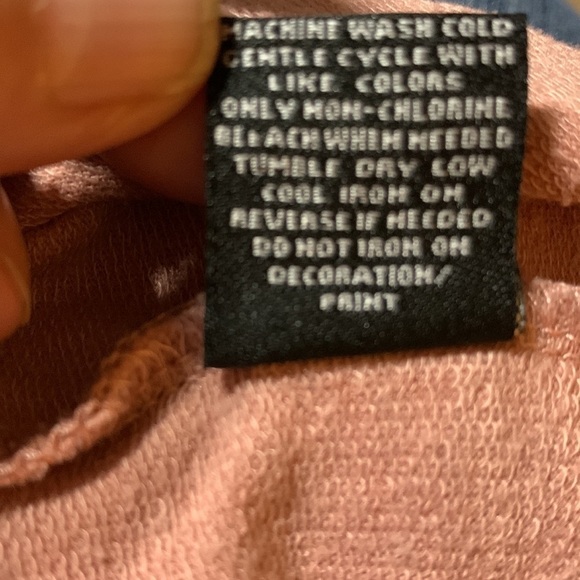 MACHINE WASH COLD
GENTLE CYCLE WITH
LIKE COLORS
ONLY NON-CHLORINE
BLEACH WHEN NEEDED
TUMBLE DRY LOW
COOL IRON ON
REVERSE IF NEEDED
DO NOT IRON ON
DECORATION/
PRINT